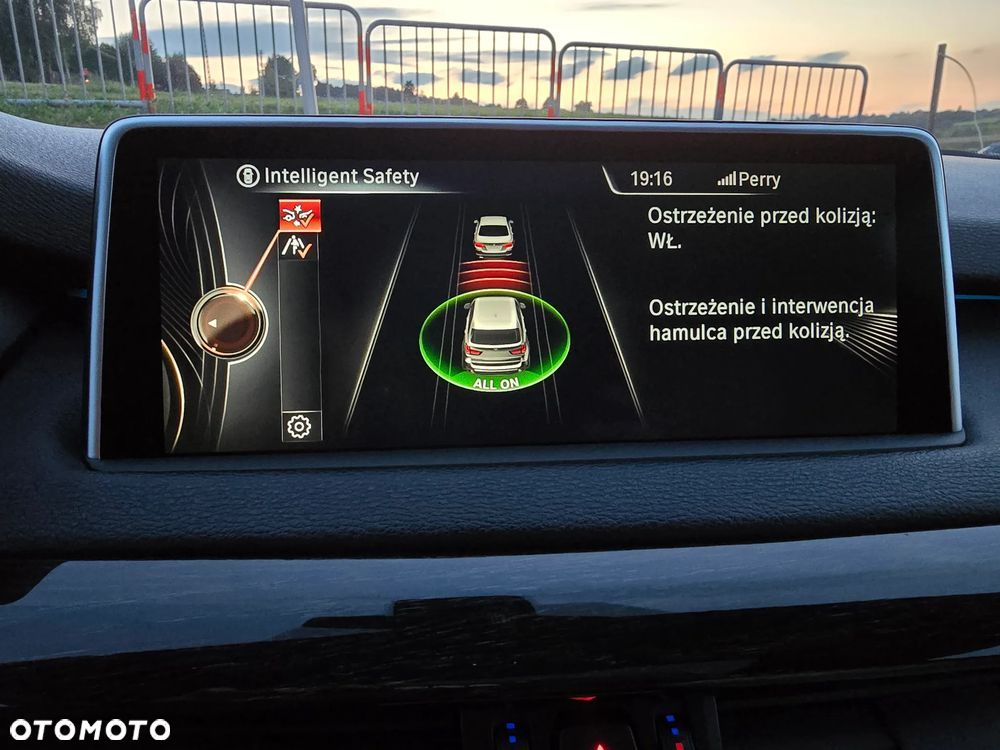 Intelligent Safety
19:16 Perry
Ostrzeżenie przed kolizją:
WŁ.
Ostrzeżenie i interwencja
hamulca przed kolizją.
ALL ON
OTOMOTO